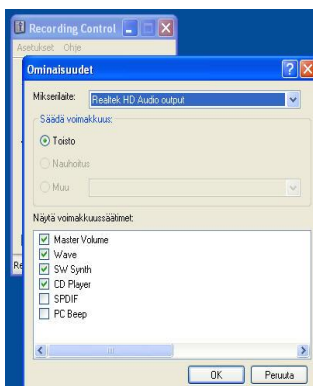 Recording Control
Asetukset Ohje
Ominaisuudet
Mikserilaite: Realtek HD Audio output
Säädä voimakkuus:
Toisto
Nauhoitus
Muu
Näytä voimakkuussäätimet:
Master Volume
Wave
SW Synth
CD Player
SPDIF
PC Beep
Re
OK Peruuta